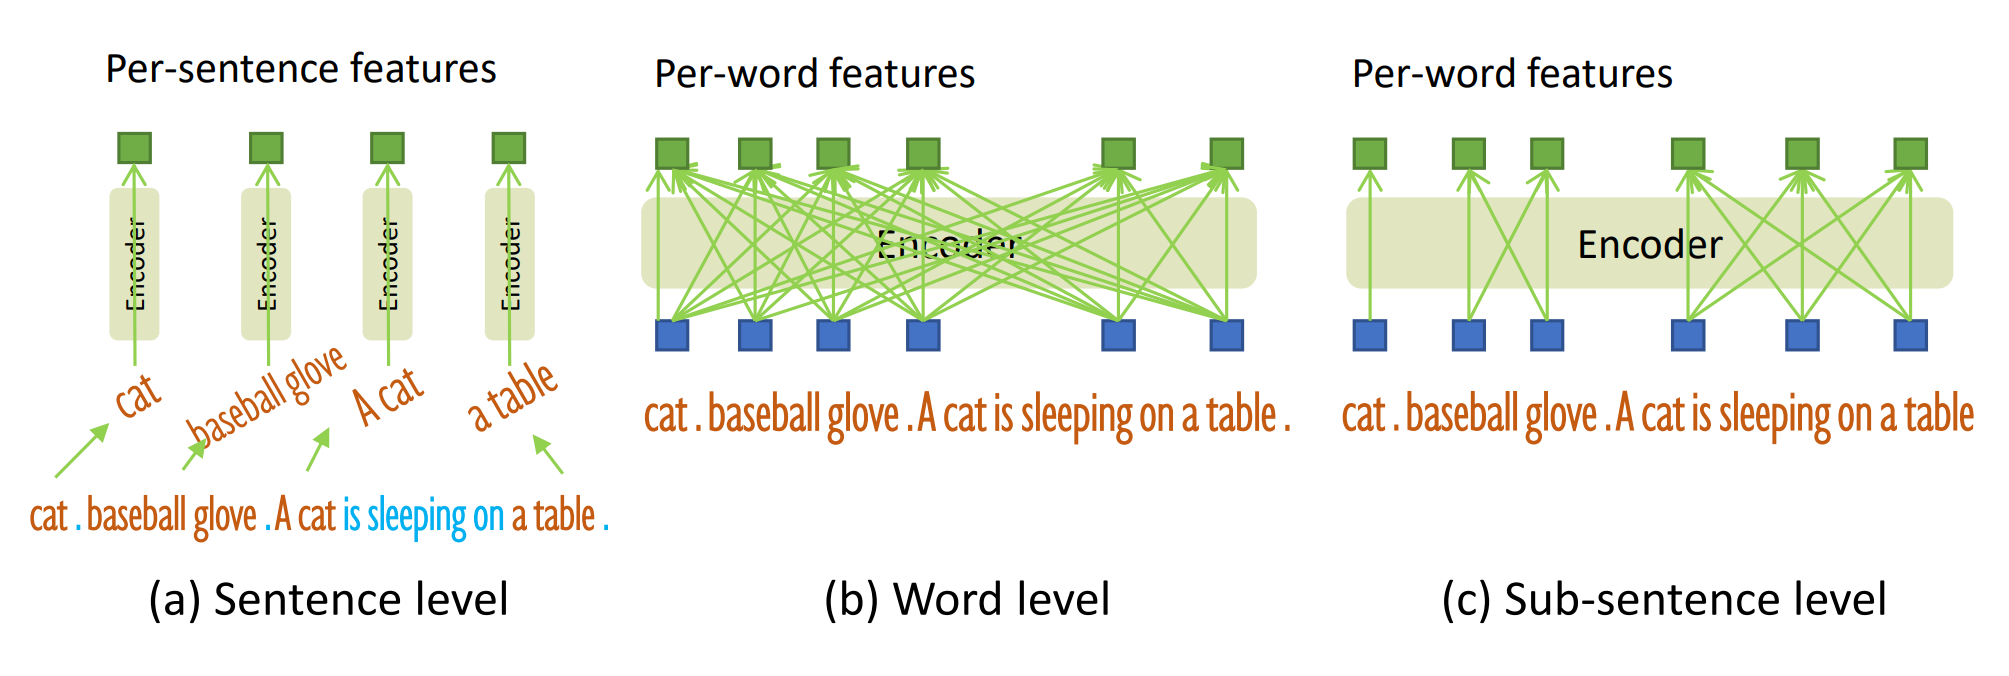 Per-sentence features
Encoder
Encoder
Encoder
Encoder
cat
baseball glove
A cat
a table
cat . baseball glove . A cat is sleeping on a table .
(a) Sentence level
Per-word features
Encoder
cat . baseball glove . A cat is sleeping on a table .
(b) Word level
Per-word features
Encoder
cat . baseball glove . A cat is sleeping on a table
(c) Sub-sentence level